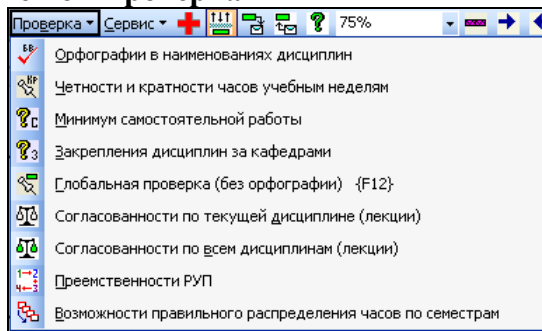 Проверка Сервис 75%
Орфографии в наименованиях дисциплин
Четности и кратности часов учебным неделям
Минимум самостоятельной работы
Закрепления дисциплин за кафедрами
Глобальная проверка (без орфографии) {F12}
Согласованности по текущей дисциплине (лекции)
Согласованности по всем дисциплинам (лекции)
Преемственности РУП
Возможности правильного распределения часов по семестрам